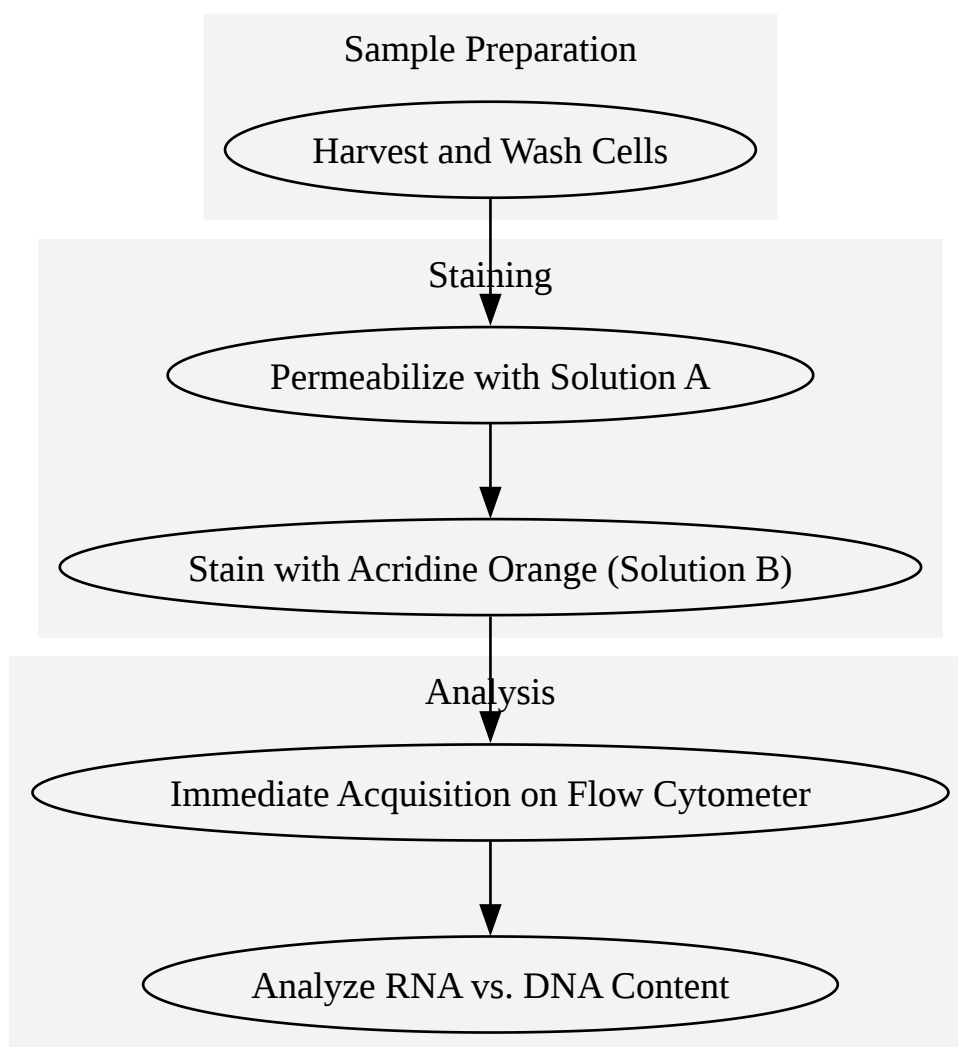 Sample Preparation
Harvest and Wash Cells
Staining
Permeabilize with Solution A
Stain with Acridine Orange (Solution B)
Analysis
Immediate Acquisition on Flow Cytometer
Analyze RNA vs. DNA Content